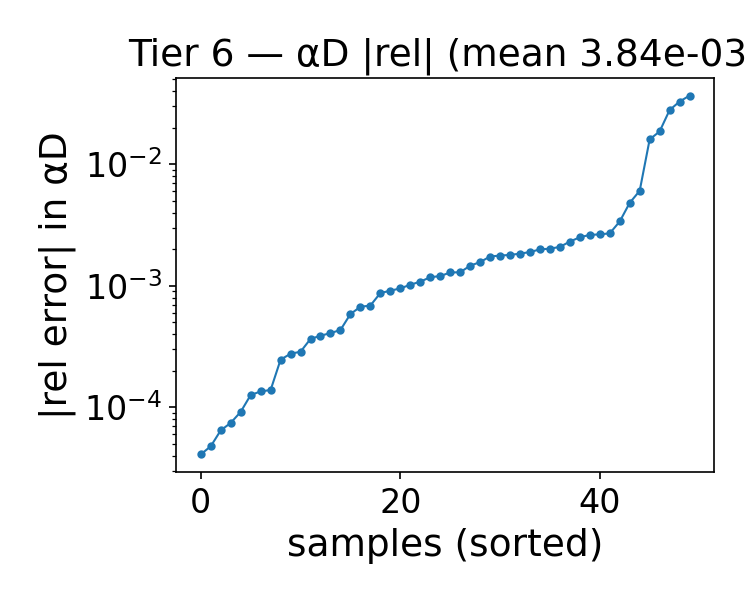 Tier 6 — αD |rel| (mean 3.84e-03
|rel error| in αD
10⁻²
10⁻³
10⁻⁴
0 20 40
samples (sorted)